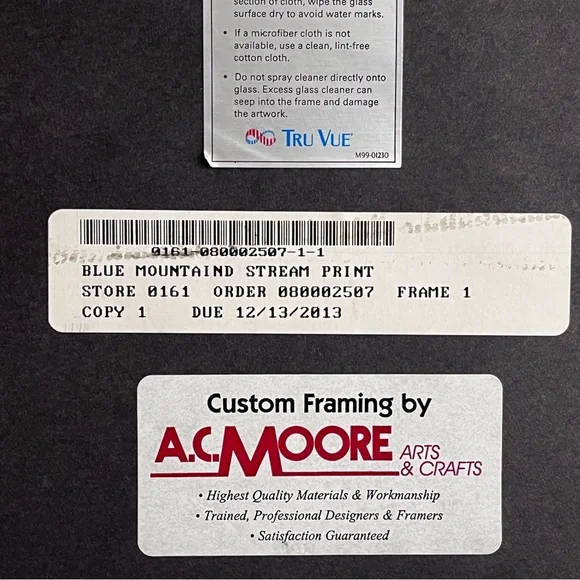 section of cloth, wipe the glass
surface dry to avoid water marks.
• If a microfiber cloth is not
available, use a clean, lint-free
cotton cloth.
• Do not spray cleaner directly onto
glass. Excess glass cleaner can
seep into the frame and damage
the artwork.
TRU VUE®
M99-01230
0161-080002507-1-1
BLUE MOUNTAIND STREAM PRINT
STORE 0161 ORDER 080002507 FRAME 1
COPY 1 DUE 12/13/2013
Custom Framing by
A.C. MOORE ARTS
& CRAFTS
• Highest Quality Materials & Workmanship
• Trained, Professional Designers & Framers
• Satisfaction Guaranteed